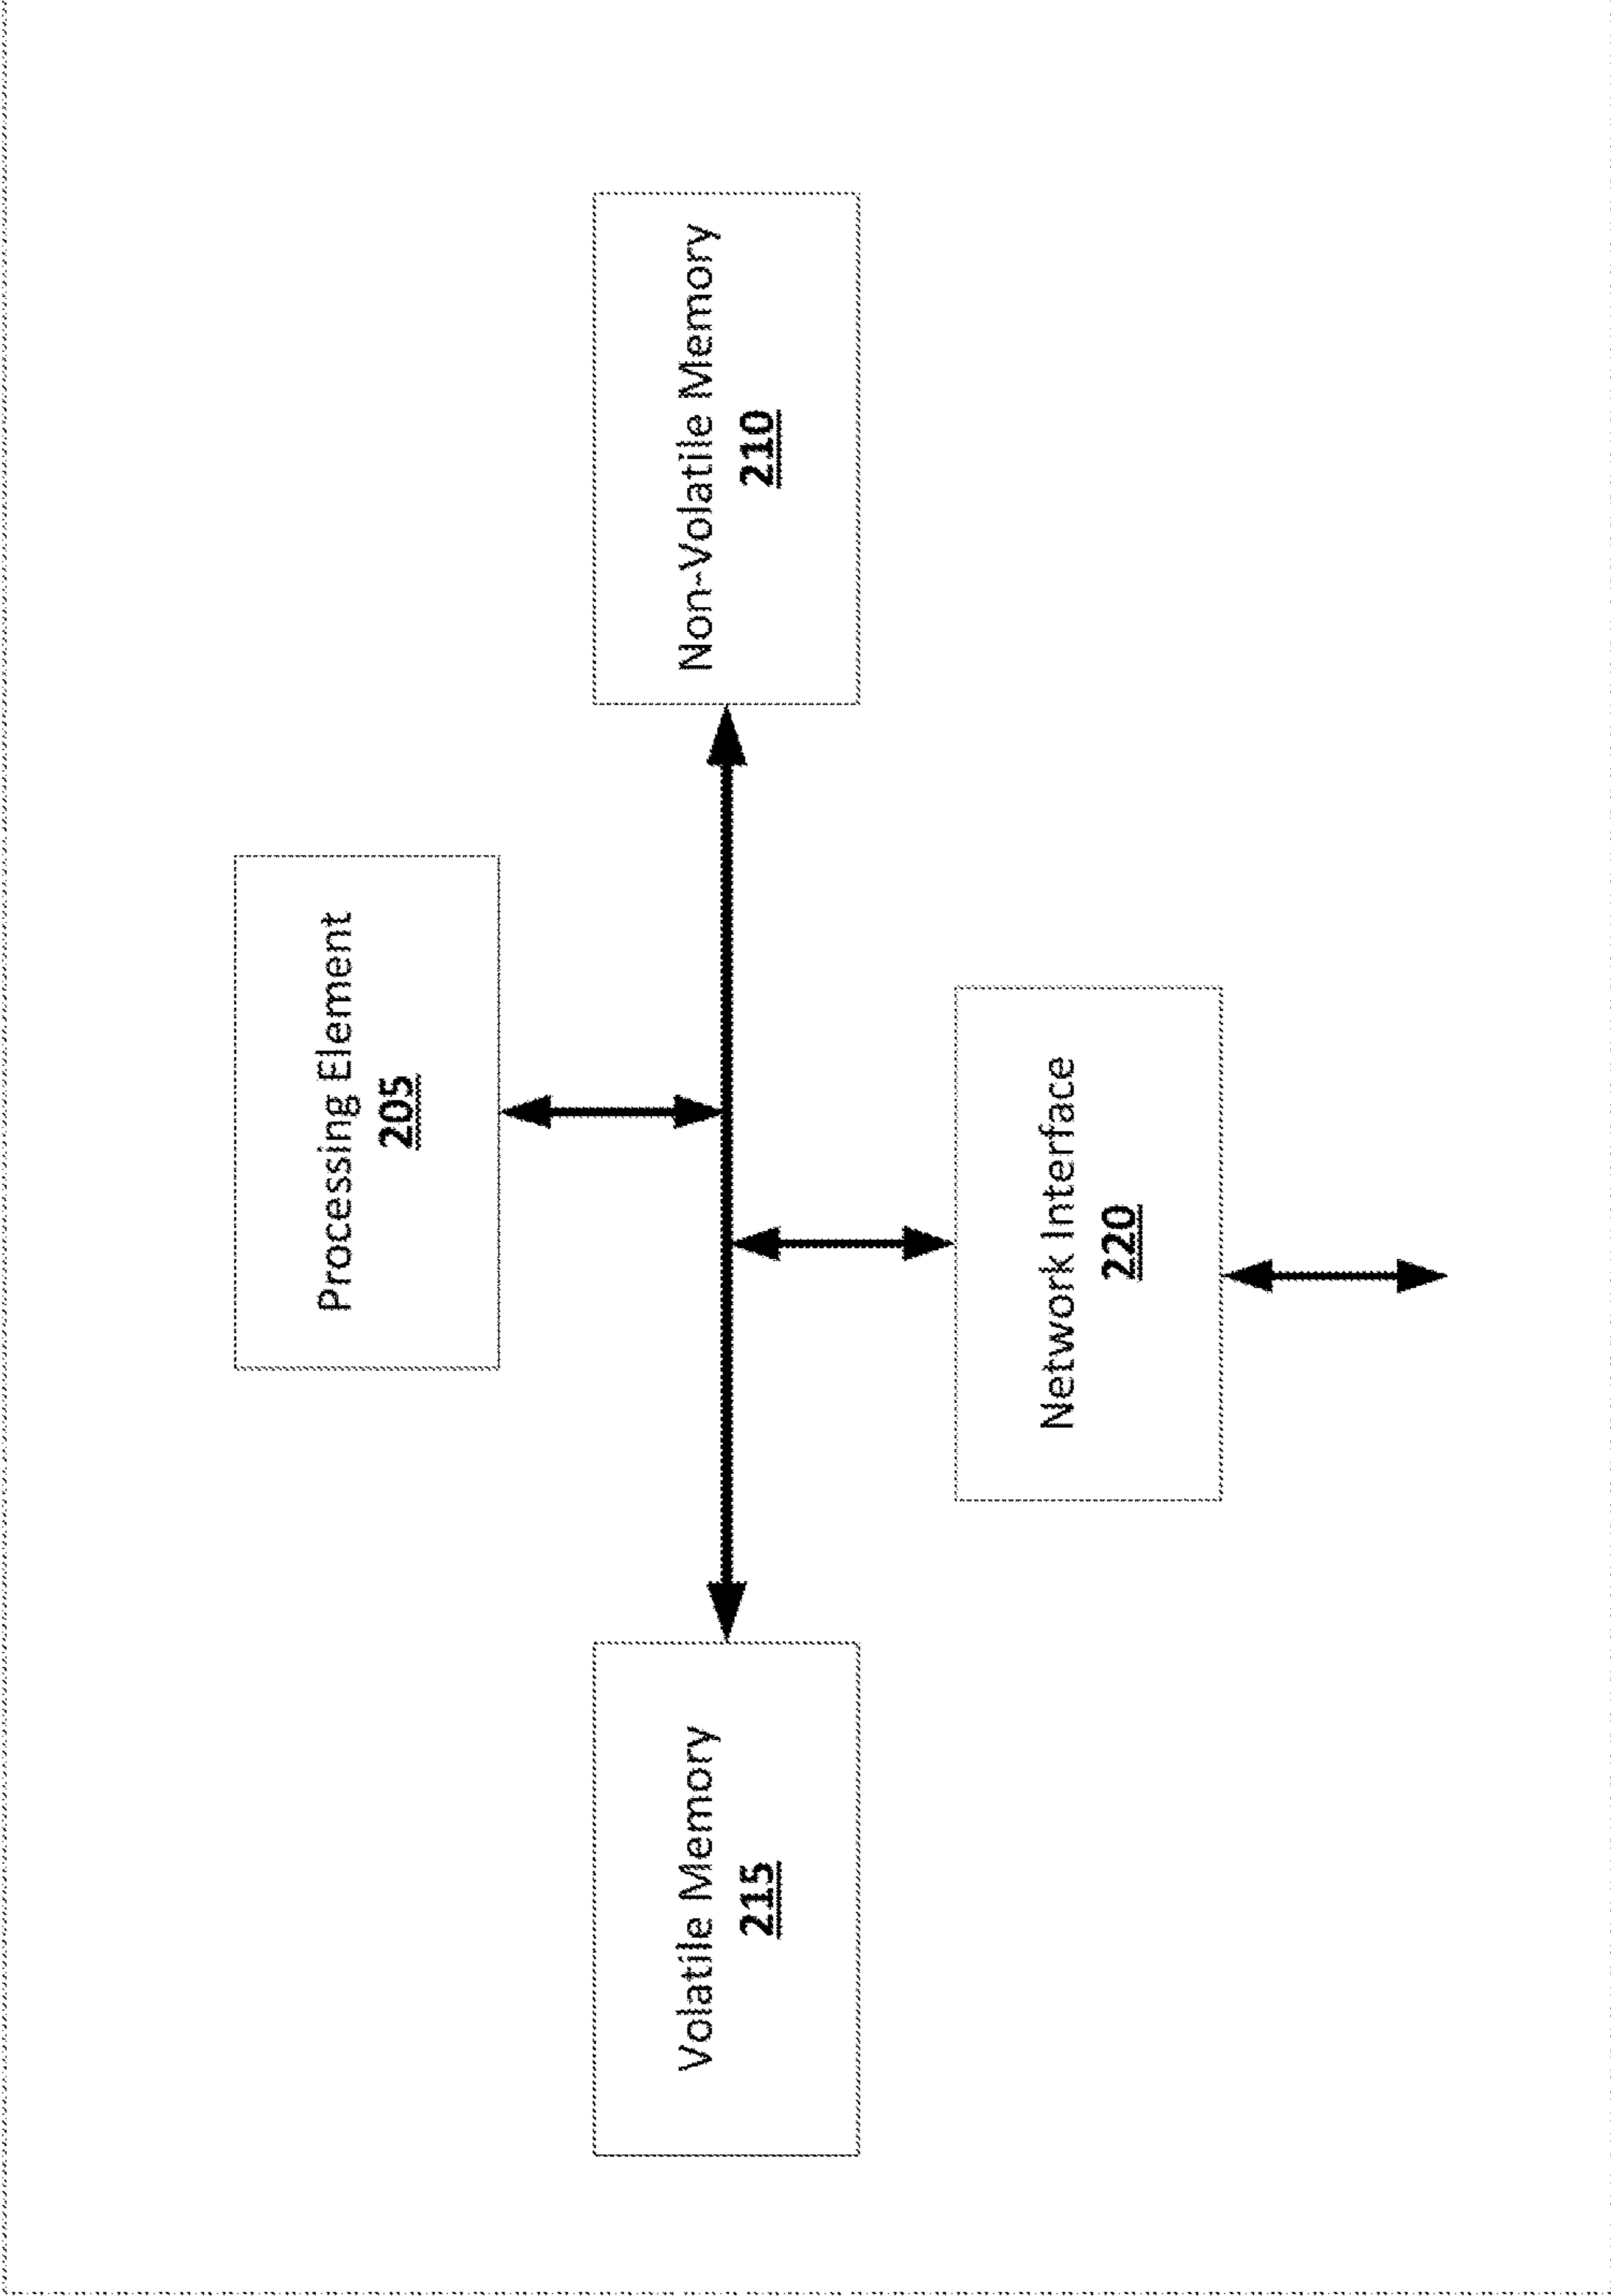 Processing Element
205
Volatile Memory
215
Non-Volatile Memory
210
Network Interface
220